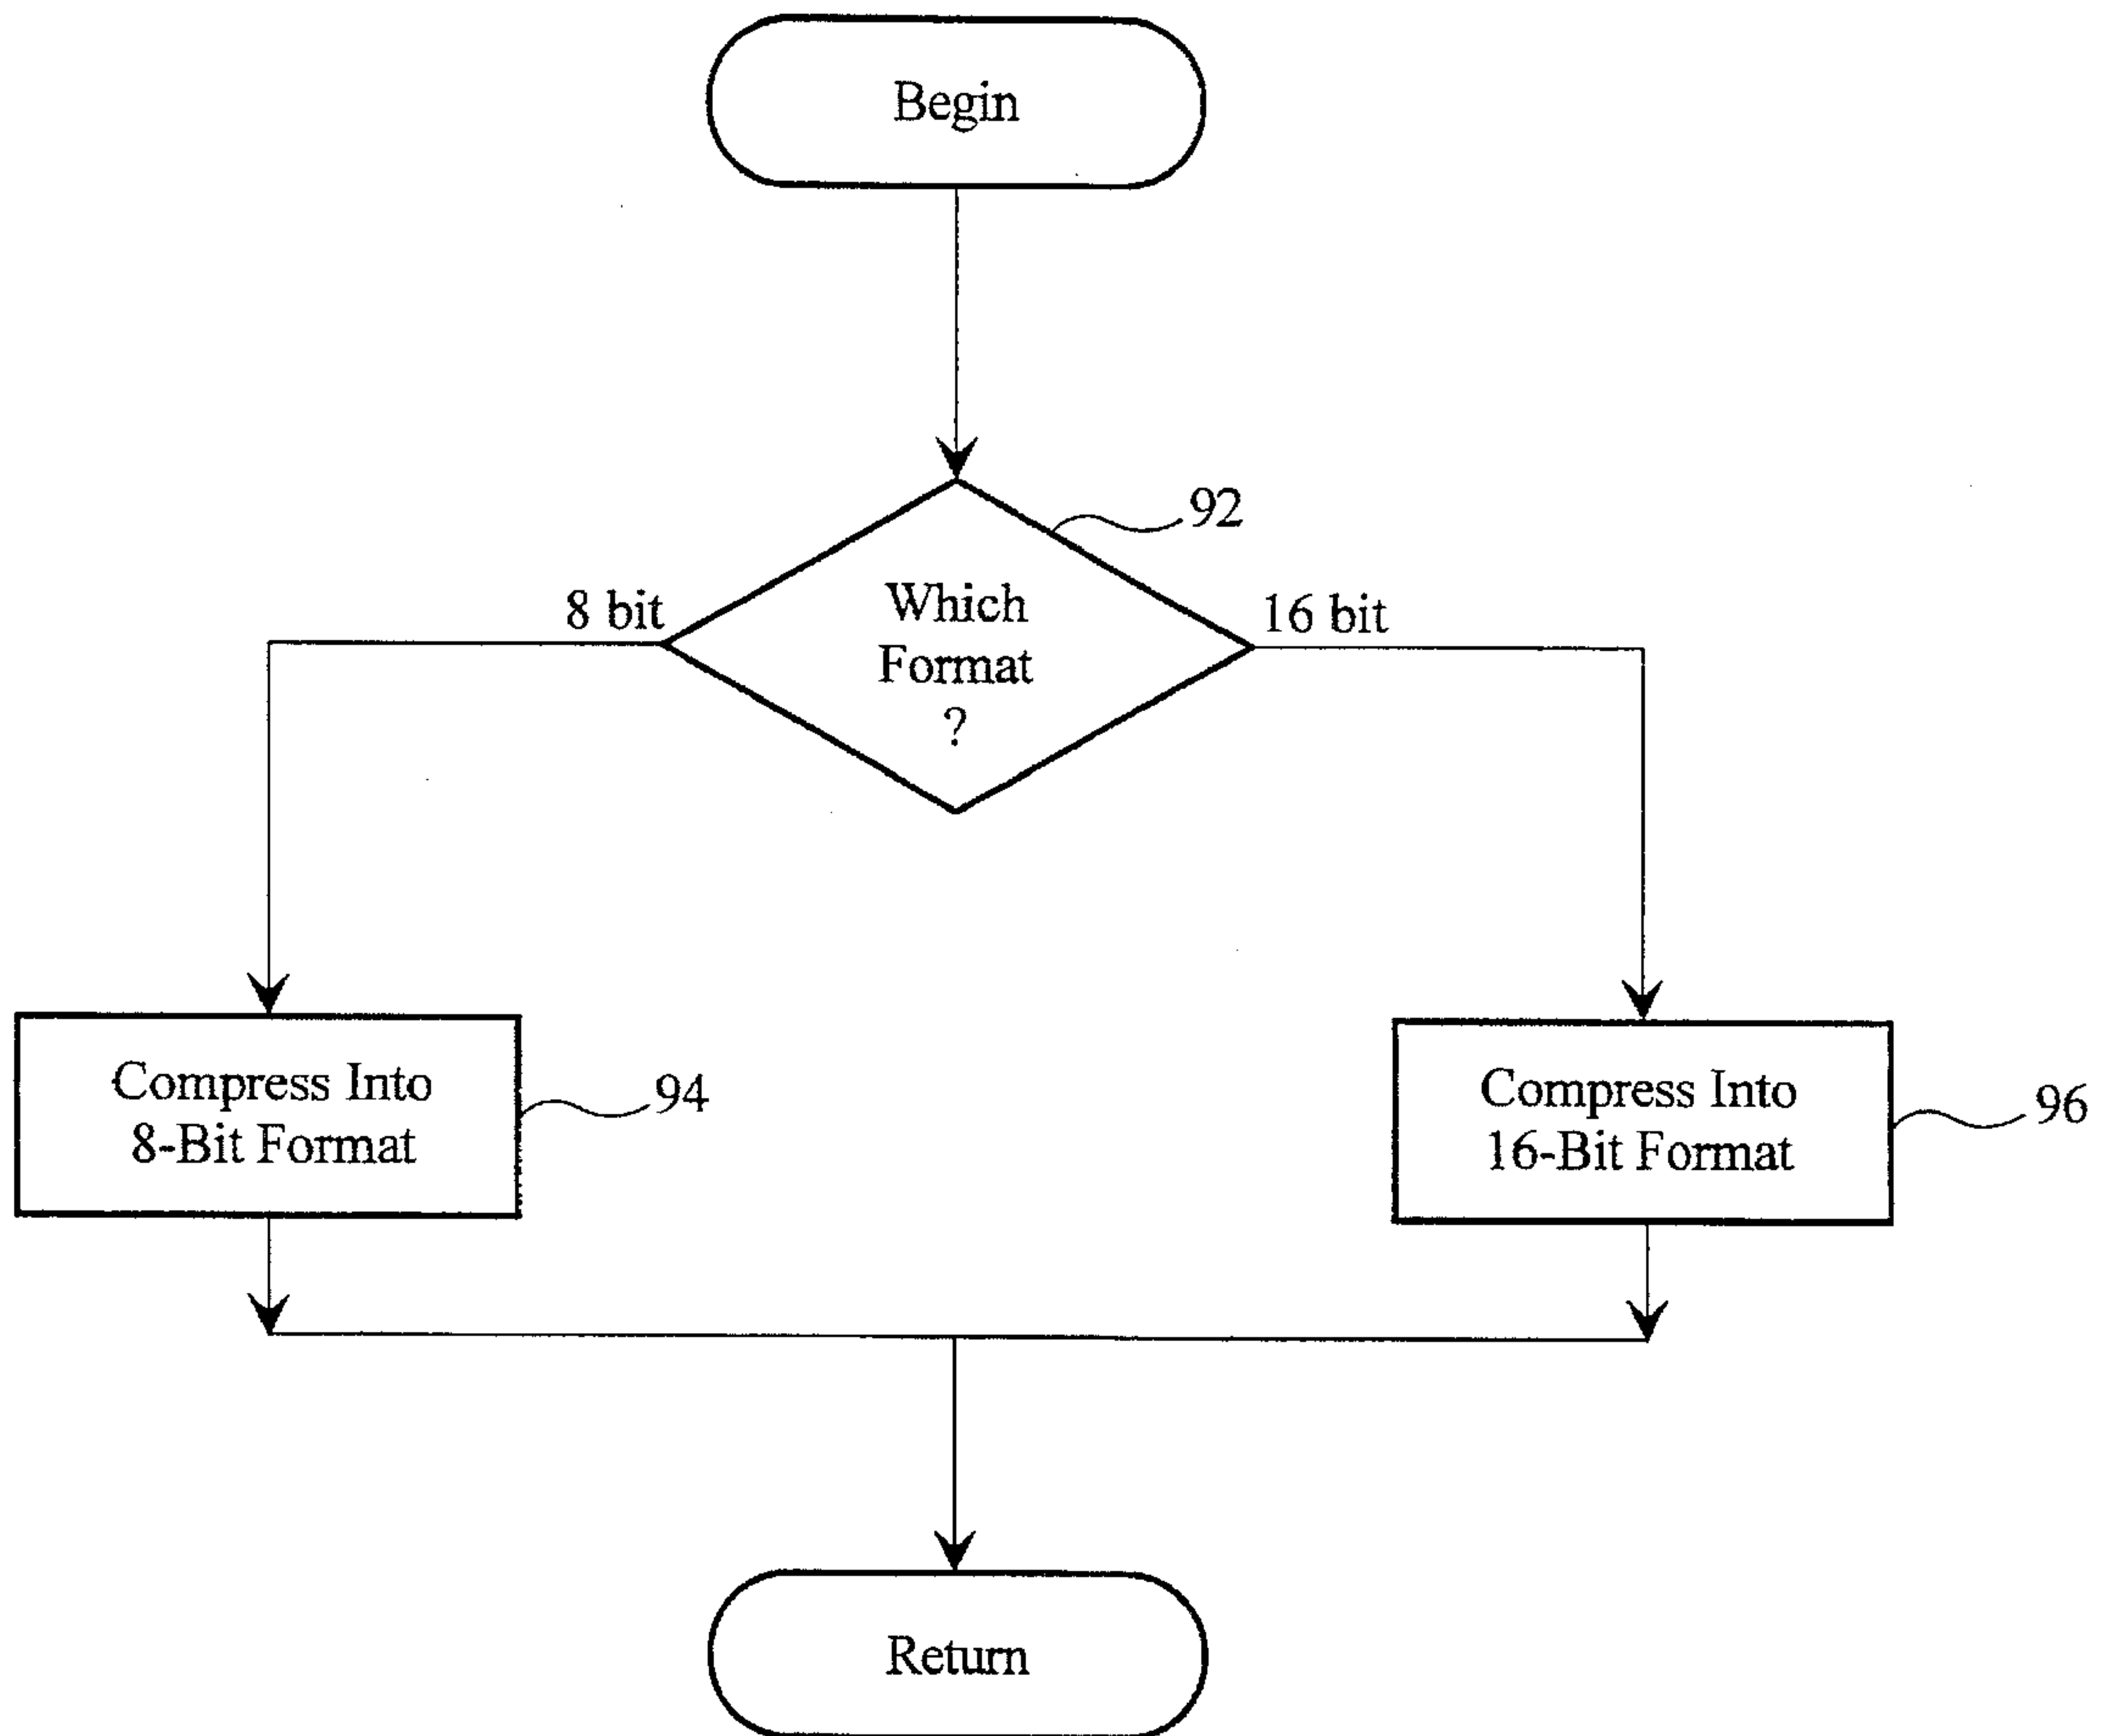 Begin
92
8 bit
Which
Format
?
16 bit
Compress Into
8-Bit Format
94
Compress Into
16-Bit Format
96
Return